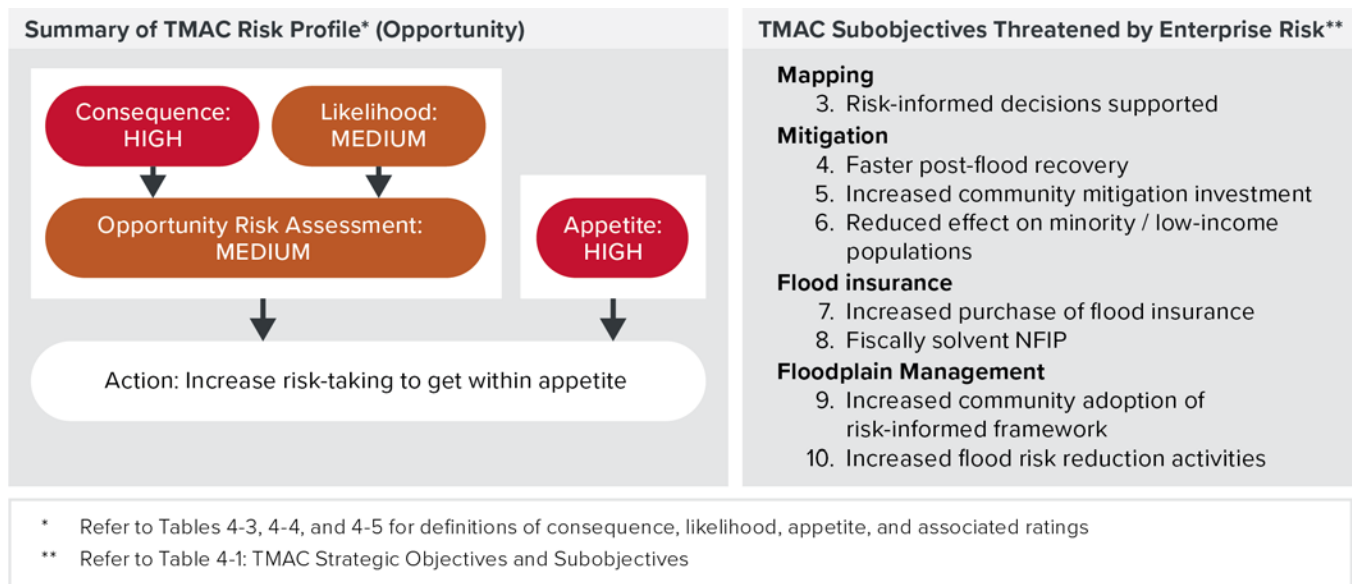 Summary of TMAC Risk Profile* (Opportunity)
Consequence:
HIGH
Likelihood:
MEDIUM
Opportunity Risk Assessment:
MEDIUM
Appetite:
HIGH
Action: Increase risk-taking to get within appetite
TMAC Subobjectives Threatened by Enterprise Risk**
Mapping
3. Risk-informed decisions supported
Mitigation
4. Faster post-flood recovery
5. Increased community mitigation investment
6. Reduced effect on minority / low-income
populations
Flood insurance
7. Increased purchase of flood insurance
8. Fiscally solvent NFIP
Floodplain Management
9. Increased community adoption of
risk-informed framework
10. Increased flood risk reduction activities
* Refer to Tables 4-3, 4-4, and 4-5 for definitions of consequence, likelihood, appetite, and associated ratings
** Refer to Table 4-1: TMAC Strategic Objectives and Subobjectives